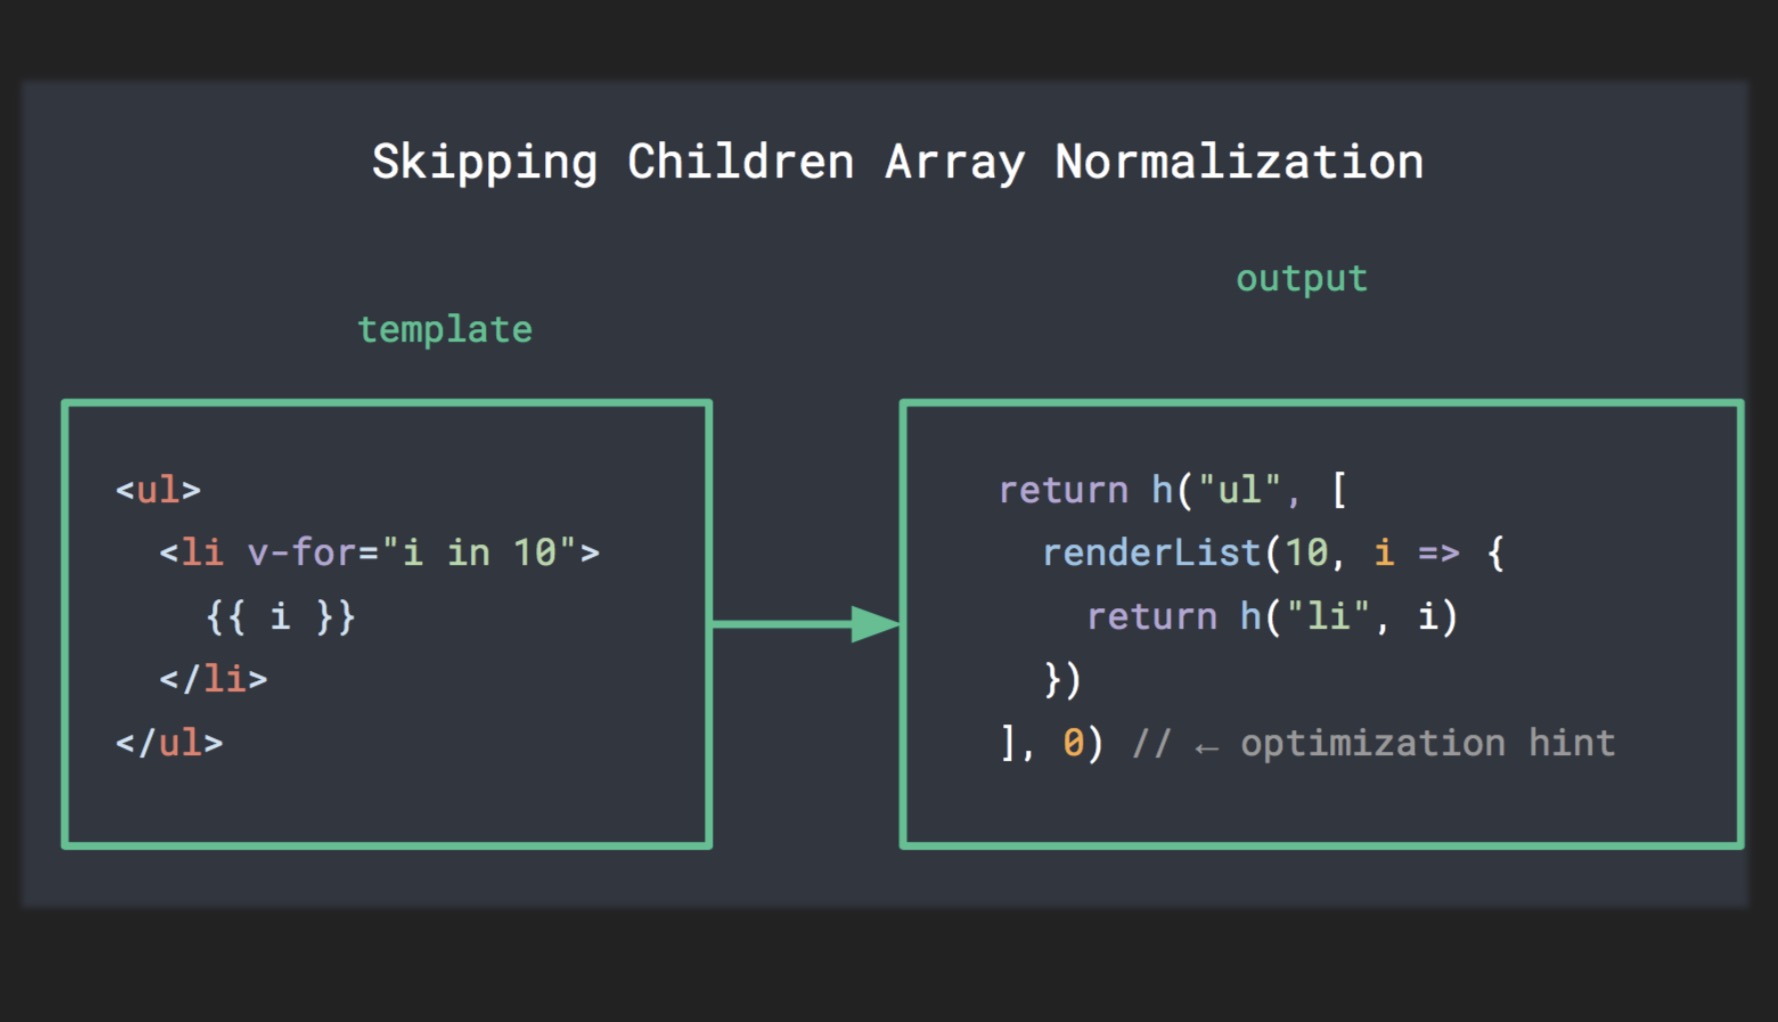 Skipping Children Array Normalization
template
<ul>
  <li v-for="i in 10">
    {{ i }}
  </li>
</ul>
output
return h("ul", [
  renderList(10, i => {
    return h("li", i)
  })
], 0) // ← optimization hint